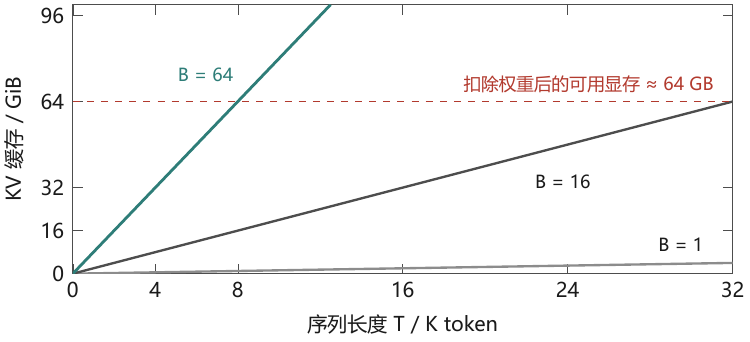 96
B = 64
扣除权重后的可用显存 ≈ 64 GB
64
KV 缓存 / GiB
B = 16
32
16
B = 1
0
0 4 8 16 24 32
序列长度 T / K token